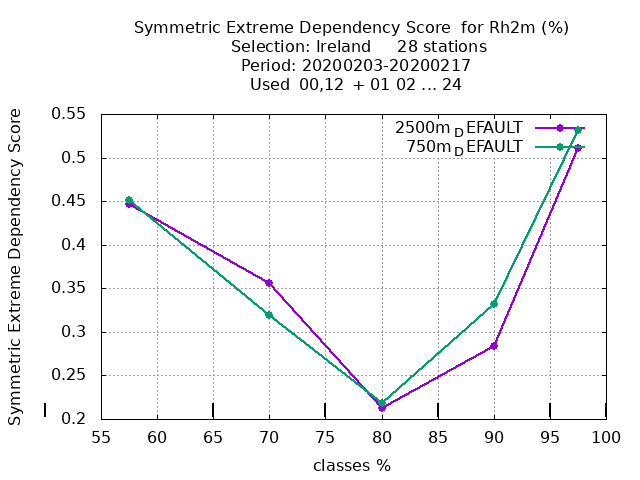 Symmetric Extreme Dependency Score for Rh2m (%)
Selection: Ireland 28 stations
Period: 20200203-20200217
Used 00,12 + 01 02 ... 24
Symmetric Extreme Dependency Score
0.55
0.5
0.45
0.4
0.35
0.3
0.25
0.2
2500m_DEFAULT
750m_DEFAULT
55 60 65 70 75 80 85 90 95 100
classes %